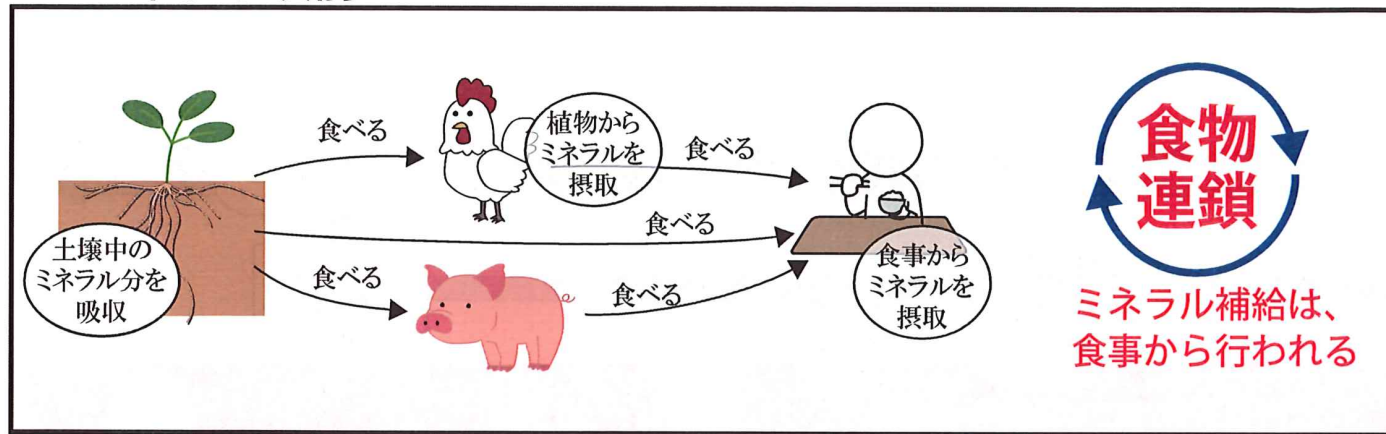 食べる
植物から
ミネラルを
摂取
食べる
土壌中の
ミネラル分を
吸収
食べる
食べる
食べる
食事から
ミネラルを
摂取
食物
連鎖
ミネラル補給は、
食事から行われる